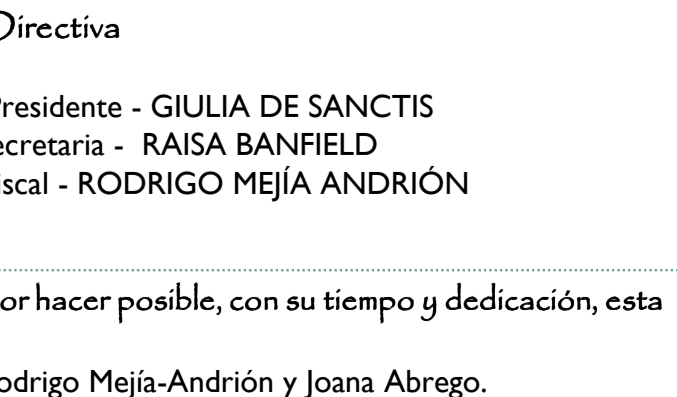 Directiva
Presidente - GIULIA DE SANCTIS
ecretaria - RAISA BANFIELD
iscal - RODRIGO MEJÍA ANDRIÓN
or hacer posible, con su tiempo y dedicación, esta
odrigo Mejía-Andrión y Joana Abrego.